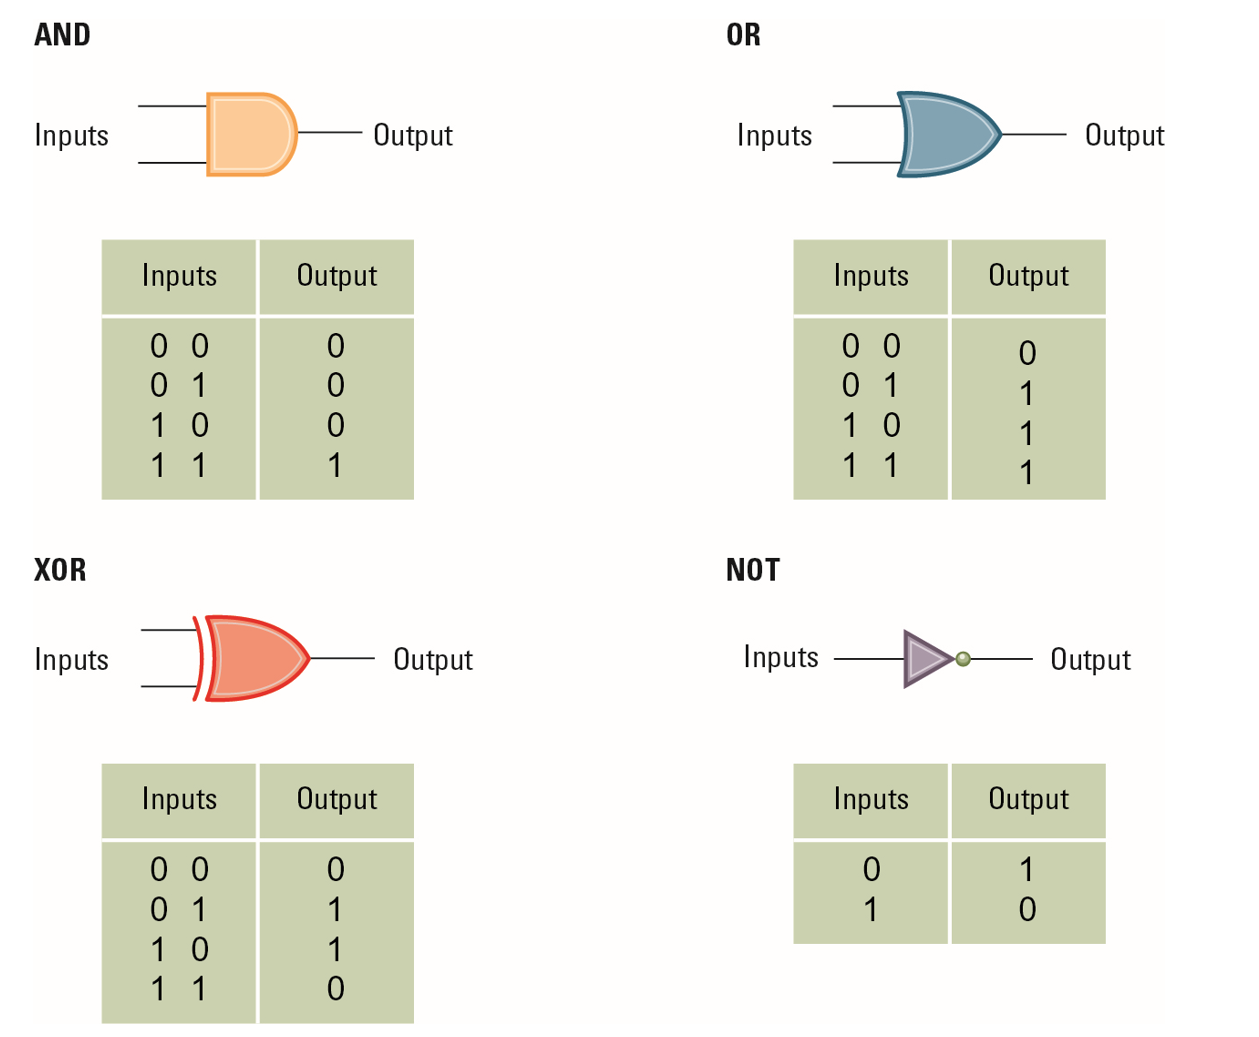 AND
Inputs
Output
Inputs Output
0 0 0
0 1 0
1 0 0
1 1 1
OR
Inputs
Output
Inputs Output
0 0 0
0 1 1
1 0 1
1 1 1
XOR
Inputs
Output
Inputs Output
0 0 0
0 1 1
1 0 1
1 1 0
NOT
Inputs
Output
Inputs Output
0 1
1 0